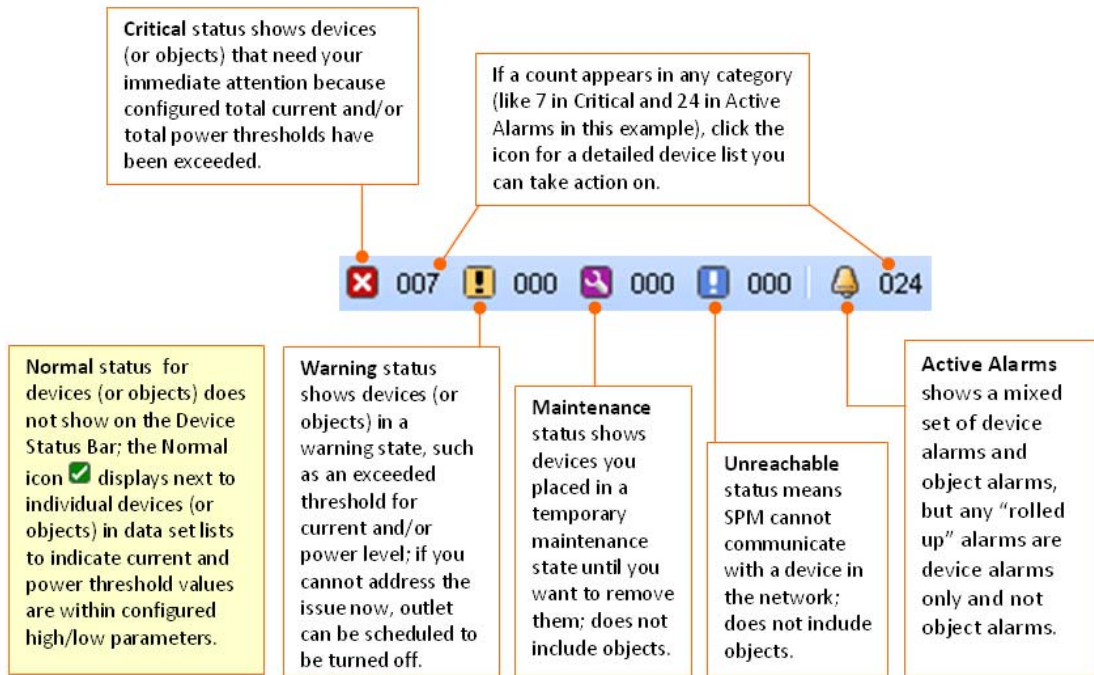 Critical status shows devices
(or objects) that need your
immediate attention because
configured total current and/or
total power thresholds have
been exceeded.
If a count appears in any category
(like 7 in Critical and 24 in Active
Alarms in this example), click the
icon for a detailed device list you
can take action on.
007 000 000 000 024
Normal status for
devices (or objects) does
not show on the Device
Status Bar; the Normal
icon displays next to
individual devices (or
objects) in data set lists
to indicate current and
power threshold values
are within configured
high/low parameters.
Warning status
shows devices (or
objects) in a
warning state, such
as an exceeded
threshold for
current and/or
power level; if you
cannot address the
issue now, outlet
can be scheduled to
be turned off.
Maintenance
status shows
devices you
placed in a
temporary
maintenance
state until you
want to remove
them; does not
include objects.
Unreachable
status means
SPM cannot
communicate
with a device in
the network;
does not include
objects.
Active Alarms
shows a mixed
set of device
alarms and
object alarms,
but any “rolled
up” alarms are
device alarms
only and not
object alarms.